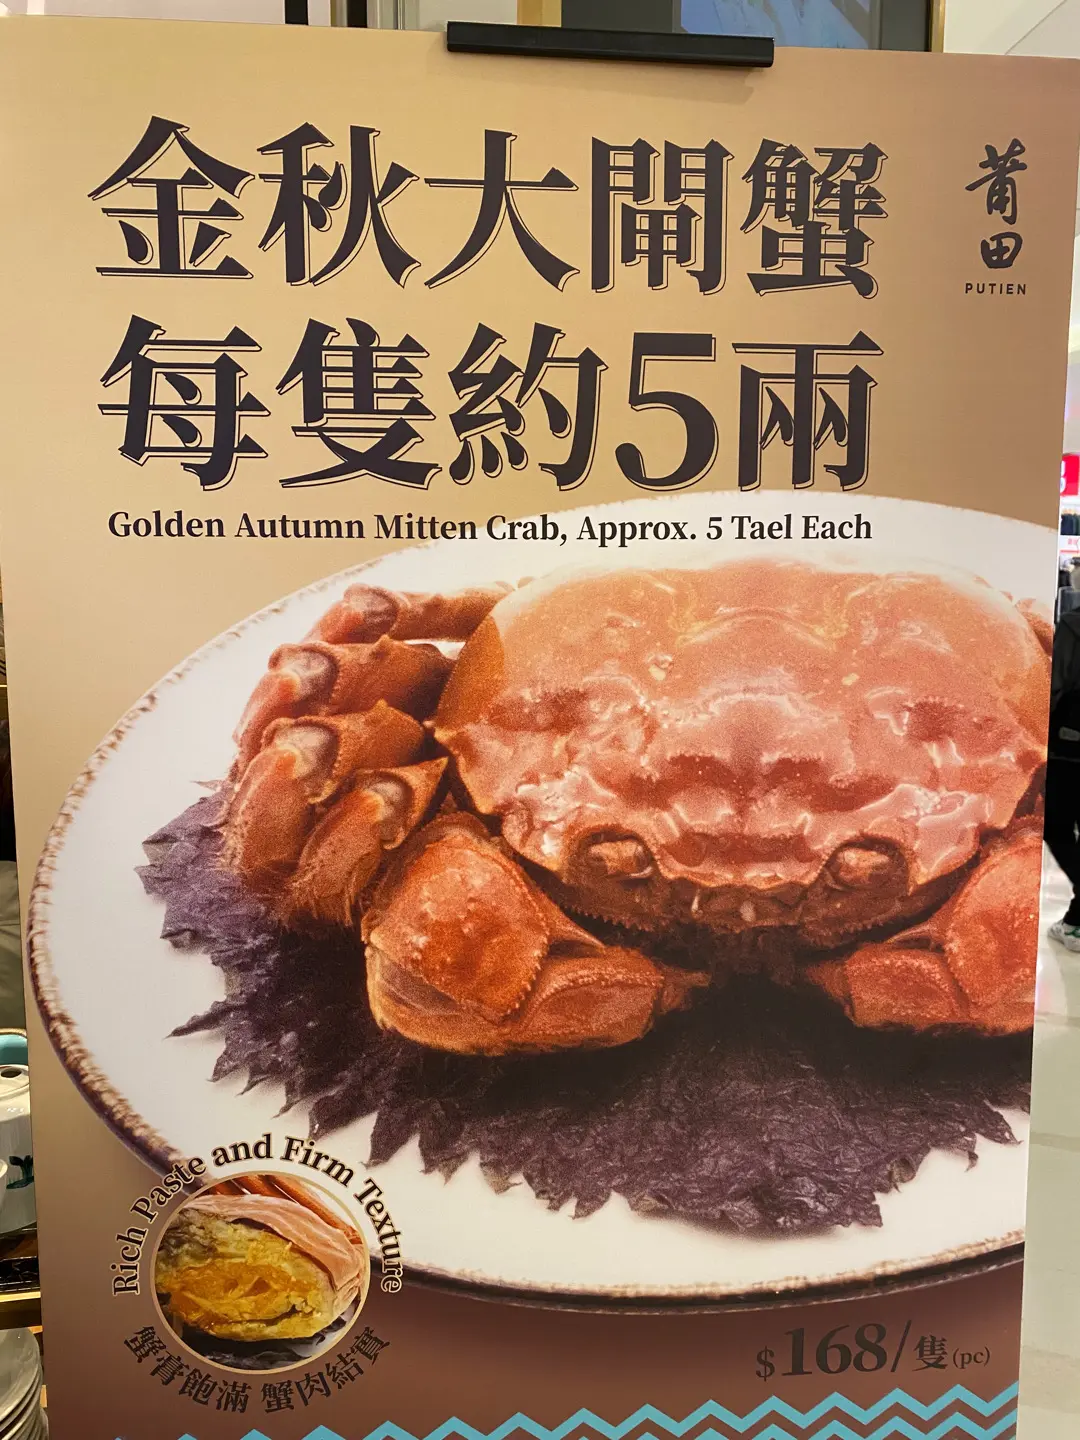 金秋大閘蟹
每隻約5兩
Golden Autumn Mitten Crab, Approx. 5 Tael Each
莆田
PUTIEN
Rich Paste and Firm Texture
蟹膏飽滿 蟹肉結實
$168/隻(pc)